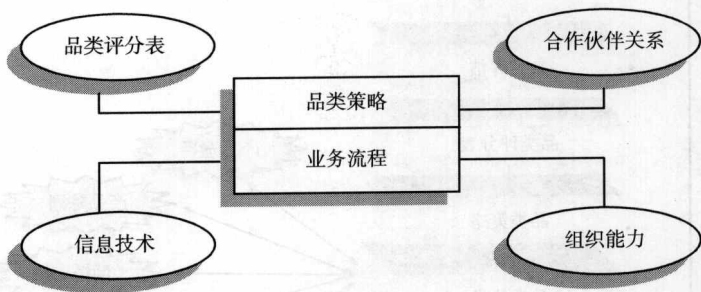 品类评分表
合作伙伴关系
品类策略
业务流程
信息技术
组织能力